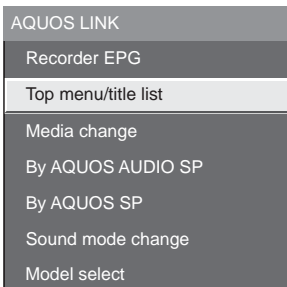 AQUOS LINK
Recorder EPG
Top menu/title list
Media change
By AQUOS AUDIO SP
By AQUOS SP
Sound mode change
Model select